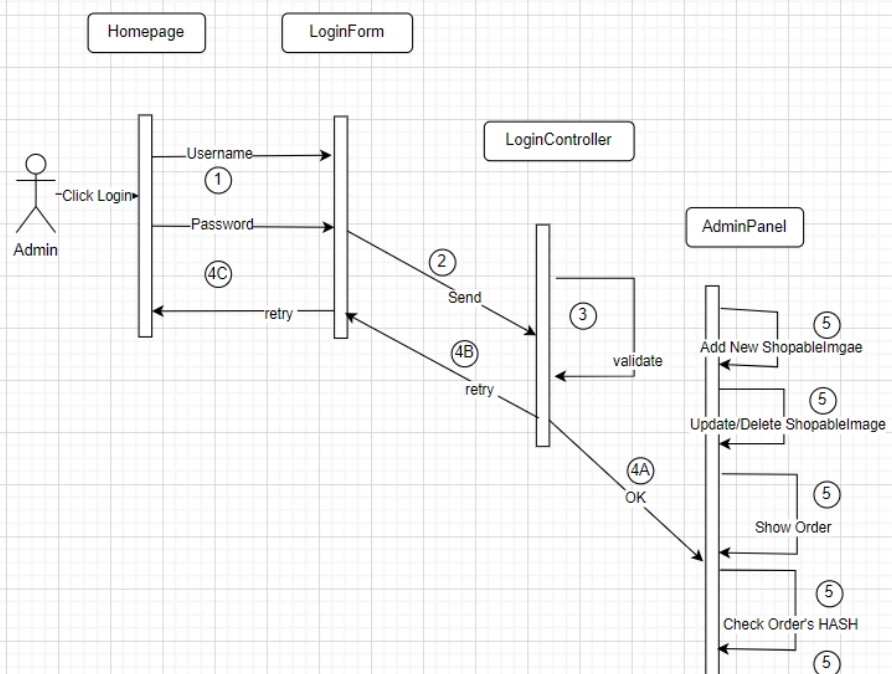 Homepage
LoginForm
LoginController
AdminPanel
Username
1
Click Login
Password
Admin
4C
2
Send
retry
3
validate
4B
retry
4A
OK
5
Add New ShopableImgae
5
Update/Delete ShopableImage
5
Show Order
5
Check Order's HASH
5